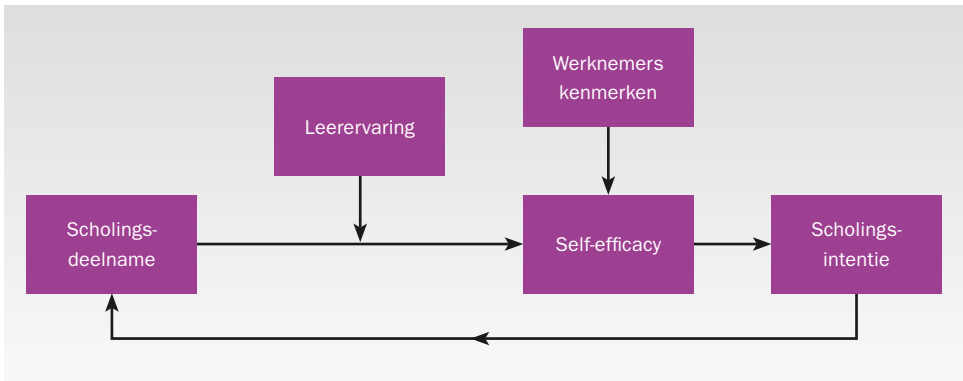 Werknemers
kenmerken
Leerervaring
Scholings-
deelname
Self-efficacy
Scholings-
intentie